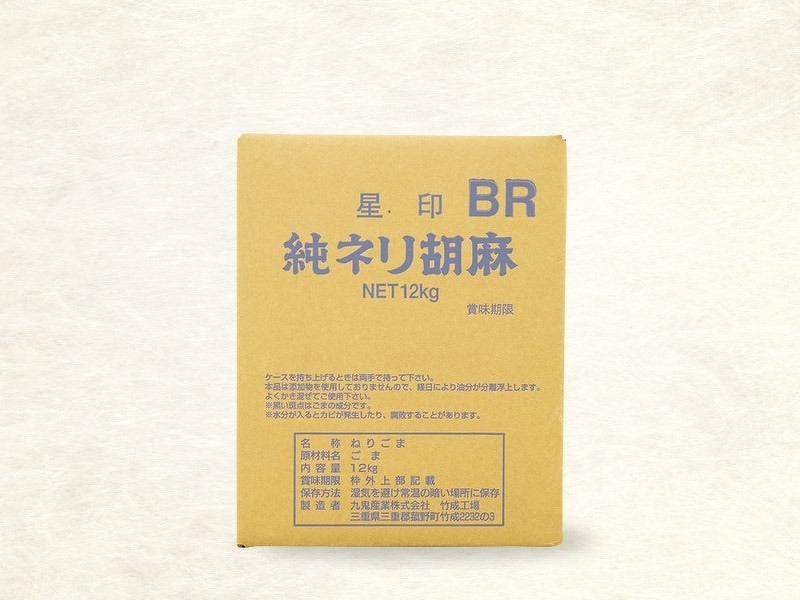 星.印 BR
純ネリ胡麻
NET12kg
賞味期限
ケースを持ち上げるときは両手で持って下さい。
本品は添加物を使用しておりませんので、経日により油分が分離浮上します。
よくかき混ぜてご使用下さい。
※黒い斑点はごまの成分です。
※水分が入るとカビが発生したり、腐敗することがあります。
名称 ねりごま
原材料名 ごま
内容量 12kg
賞味期限 枠外上部記載
保存方法 湿気を避け常温の暗い場所に保存
製造者 九鬼産業株式会社 竹成工場
三重県三重郡菰野町竹成2232の3